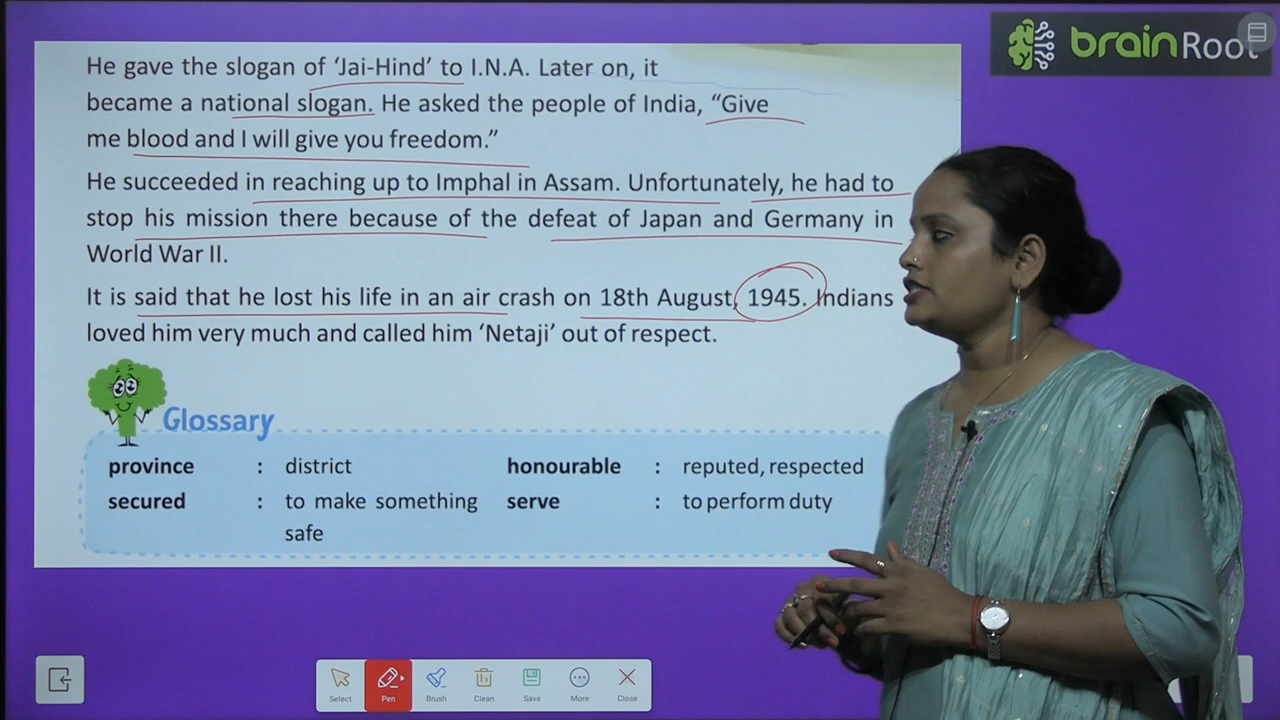 brainRoot
He gave the slogan of ‘Jai-Hind’ to I.N.A. Later on, it
became a national slogan. He asked the people of India, “Give
me blood and I will give you freedom.”
He succeeded in reaching up to Imphal in Assam. Unfortunately, he had to
stop his mission there because of the defeat of Japan and Germany in
World War II.
It is said that he lost his life in an air crash on 18th August, 1945. Indians
loved him very much and called him ‘Netaji’ out of respect.
Glossary
province : district honourable : reputed, respected
secured : to make something serve : to perform duty
safe
Select Pen Brush Clean Save More Close